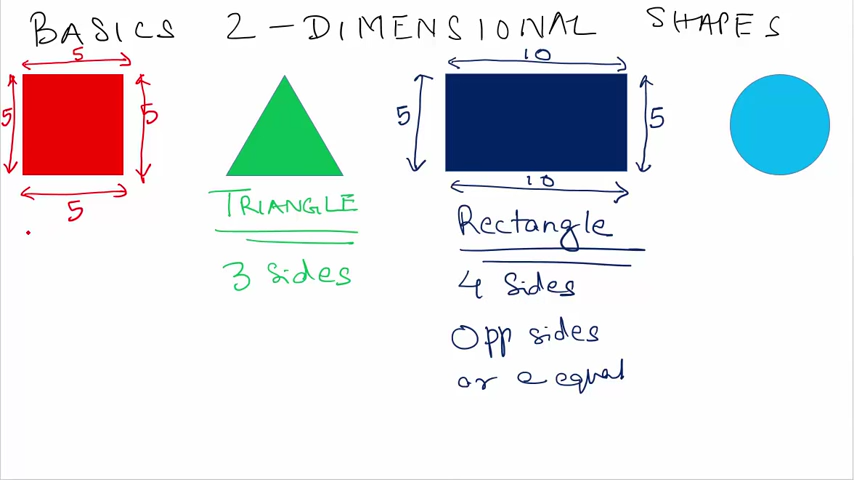 BASICS 2-DIMENSIONAL SHAPES
5
5
5
5
TRIANGLE
3 sides
10
5
5
10
Rectangle
4 sides
Opp sides
are equal